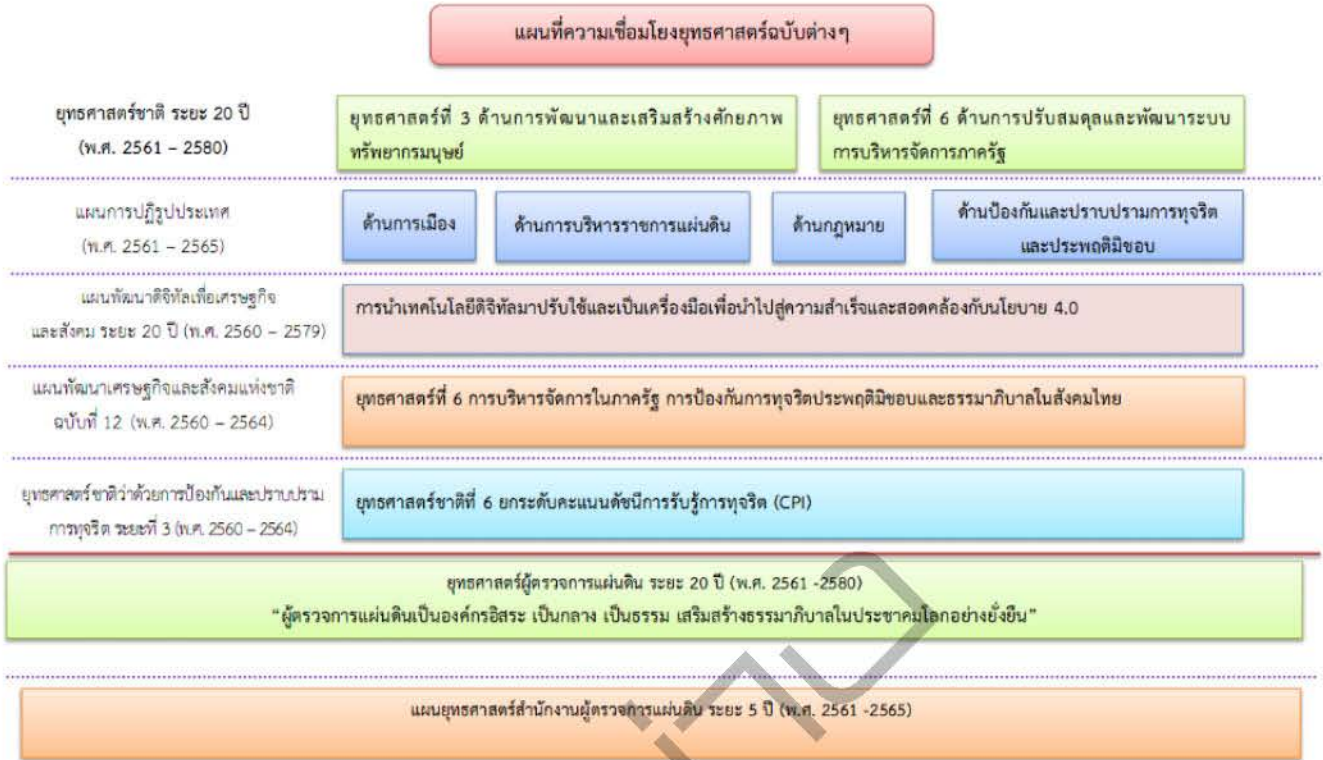 แผนที่ความเชื่อมโยงยุทธศาสตร์ฉบับต่างๆ
ยุทธศาสตร์ชาติ ระยะ 20 ปี
(พ.ศ. 2561 – 2580)
ยุทธศาสตร์ที่ 3 ด้านการพัฒนาและเสริมสร้างศักยภาพ
ทรัพยากรมนุษย์
ยุทธศาสตร์ที่ 6 ด้านการปรับสมดุลและพัฒนาระบบ
การบริหารจัดการภาครัฐ
แผนการปฏิรูปประเทศ
(พ.ศ. 2561 – 2565)
ด้านการเมือง
ด้านการบริหารราชการแผ่นดิน
ด้านกฎหมาย
ด้านป้องกันและปราบปรามการทุจริต
และประพฤติมิชอบ
แผนพัฒนาดิจิทัลเพื่อเศรษฐกิจ
และสังคม ระยะ 20 ปี (พ.ศ. 2560 – 2579)
การนำเทคโนโลยีดิจิทัลมาปรับใช้และเป็นเครื่องมือเพื่อนำไปสู่ความสำเร็จและสอดคล้องกับนโยบาย 4.0
แผนพัฒนาเศรษฐกิจและสังคมแห่งชาติ
ฉบับที่ 12 (พ.ศ. 2560 – 2564)
ยุทธศาสตร์ที่ 6 การบริหารจัดการในภาครัฐ การป้องกันการทุจริตประพฤติมิชอบและธรรมาภิบาลในสังคมไทย
ยุทธศาสตร์ชาติว่าด้วยการป้องกันและปราบปราม
การทุจริต ระยะที่ 3 (พ.ศ. 2560 – 2564)
ยุทธศาสตร์ชาติที่ 6 ยกระดับคะแนนดัชนีการรับรู้การทุจริต (CPI)
ยุทธศาสตร์ผู้ตรวจการแผ่นดิน ระยะ 20 ปี (พ.ศ. 2561 -2580)
“ผู้ตรวจการแผ่นดินเป็นองค์กรอิสระ เป็นกลาง เป็นธรรม เสริมสร้างธรรมาภิบาลในประชาคมโลกอย่างยั่งยืน”
แผนยุทธศาสตร์สำนักงานผู้ตรวจการแผ่นดิน ระยะ 5 ปี (พ.ศ. 2561 -2565)